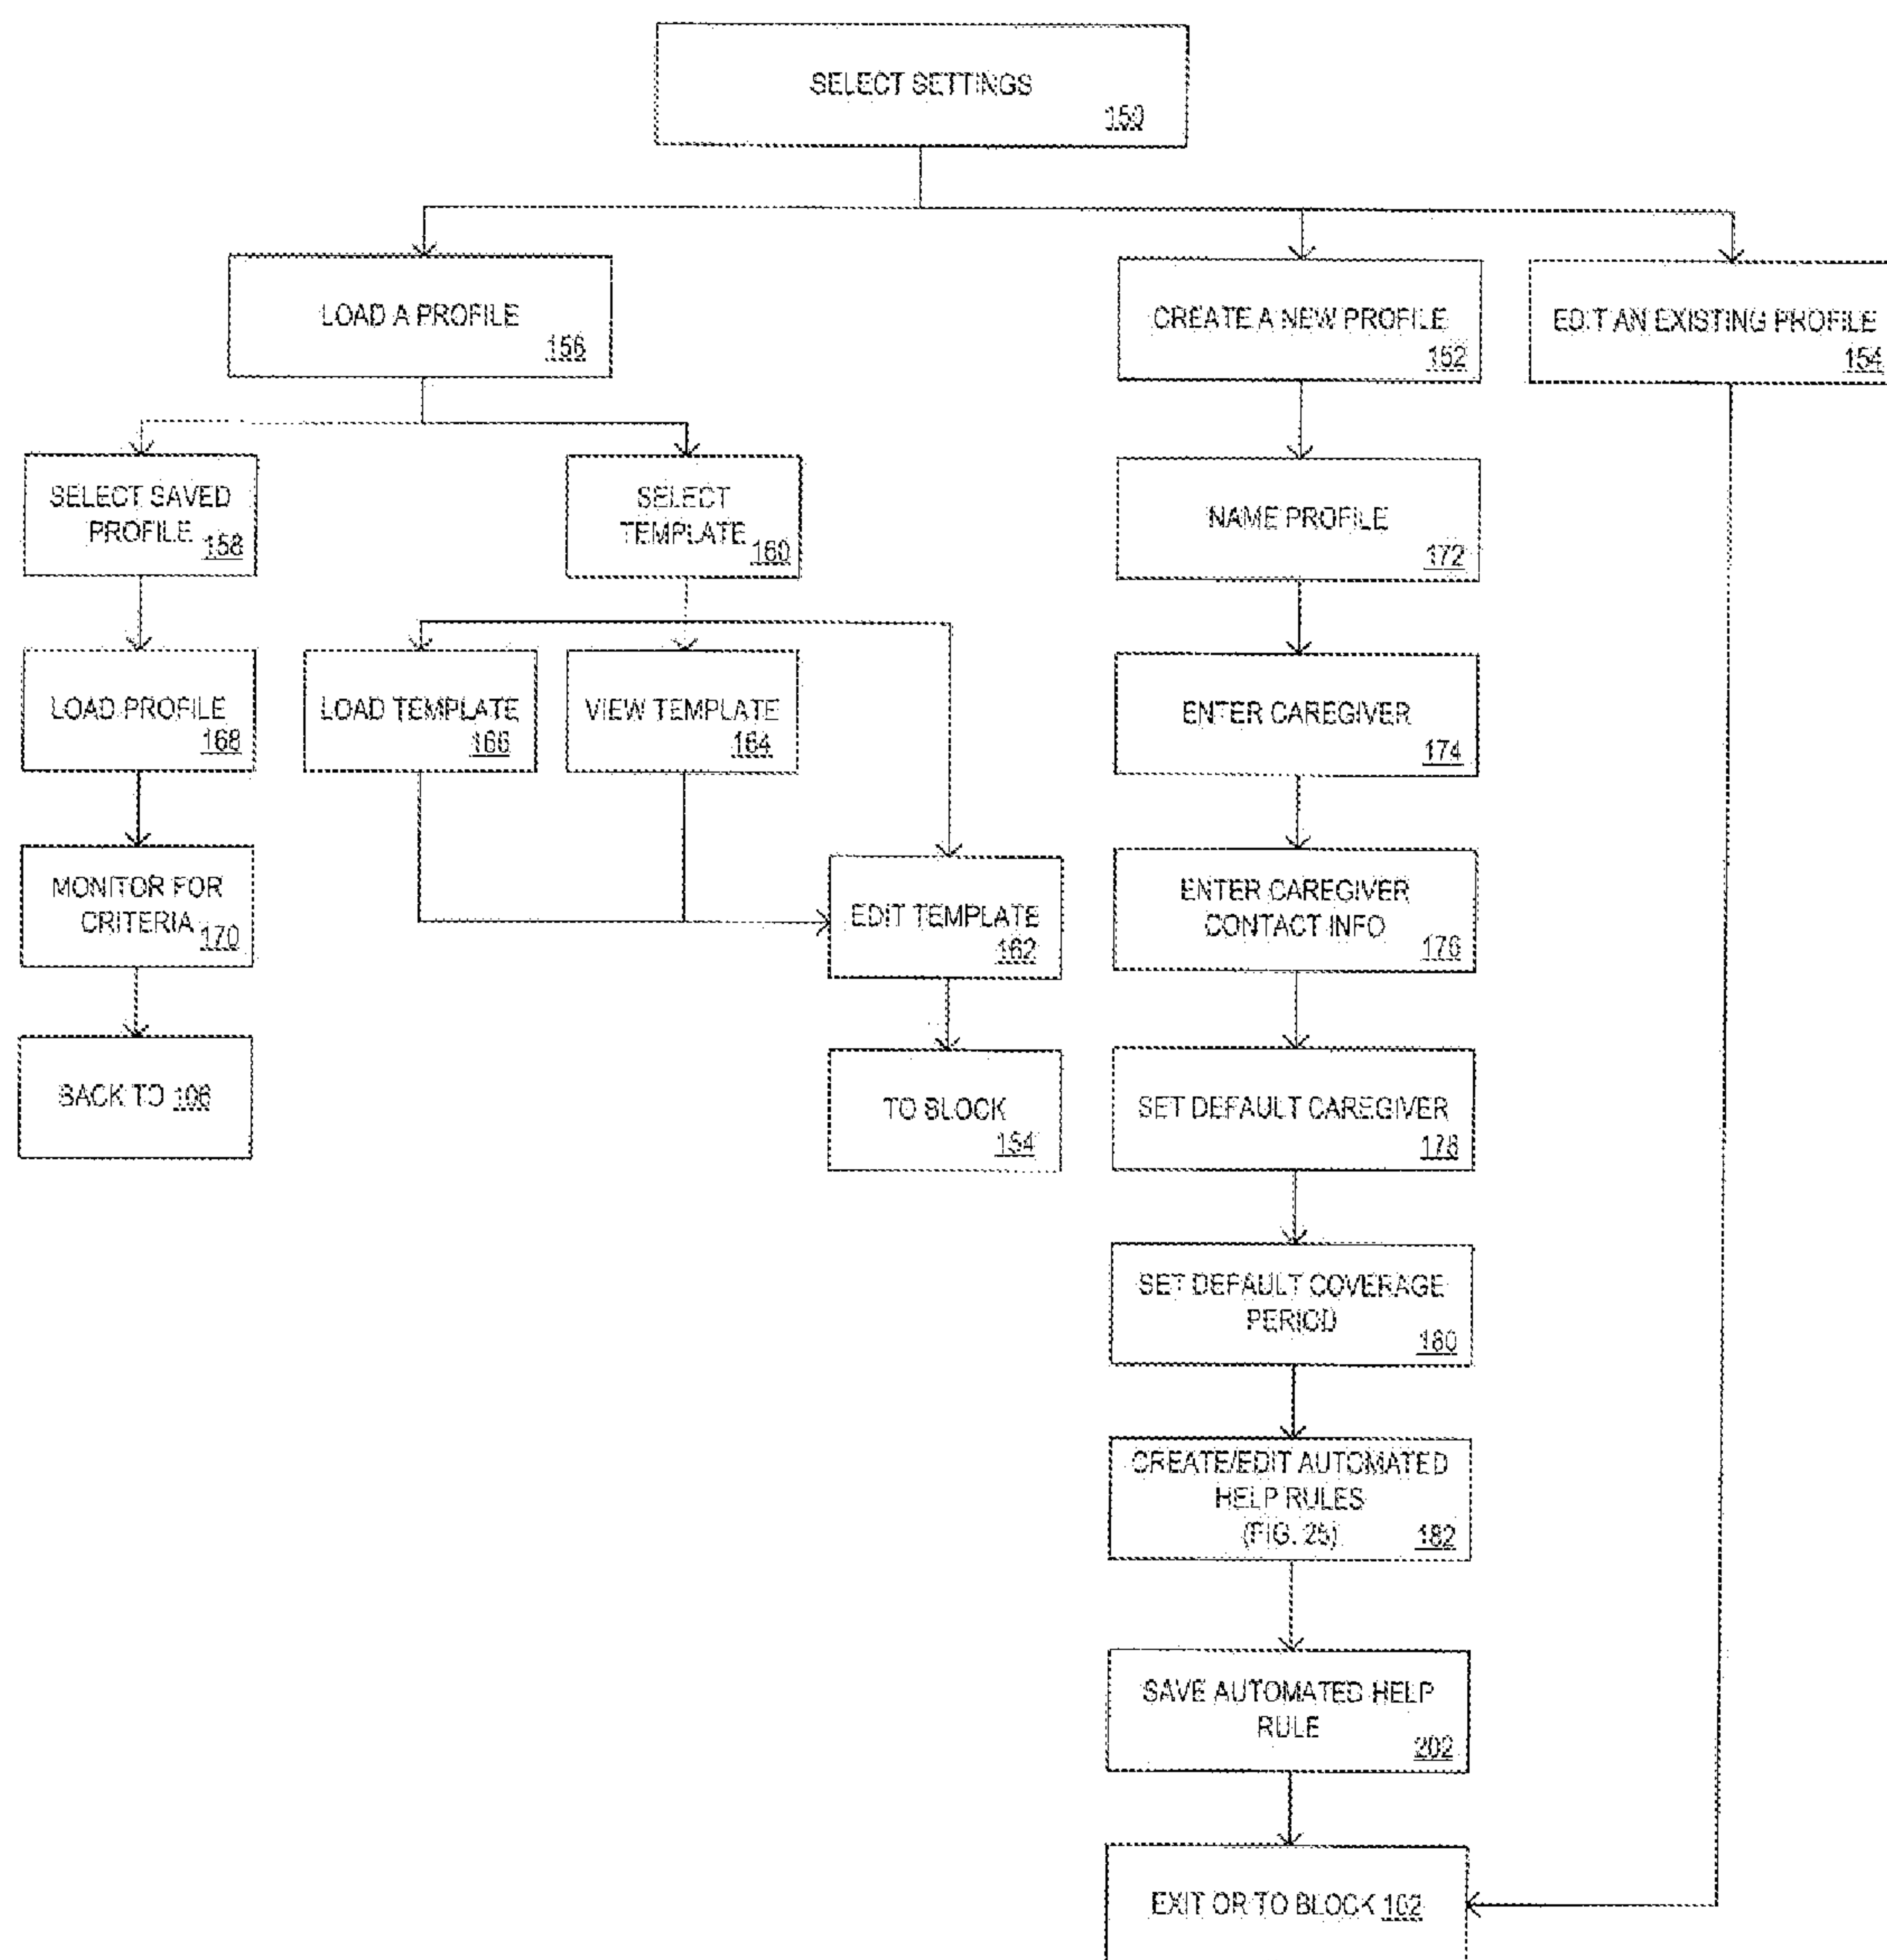 SELECT SETTINGS
150
LOAD A PROFILE
156
CREATE A NEW PROFILE
152
EDIT AN EXISTING PROFILE
154
SELECT SAVED
PROFILE 158
SELECT
TEMPLATE 160
NAME PROFILE
172
LOAD PROFILE
168
LOAD TEMPLATE
166
VIEW TEMPLATE
164
ENTER CAREGIVER
174
MONITOR FOR
CRITERIA 170
EDIT TEMPLATE
162
ENTER CAREGIVER
CONTACT INFO 176
BACK TO 106
TO BLOCK
154
SET DEFAULT CAREGIVER
178
SET DEFAULT COVERAGE
PERIOD
180
CREATE/EDIT AUTOMATED
HELP RULES
(FIG. 25) 182
SAVE AUTOMATED HELP
RULE
202
EXIT OR TO BLOCK 162